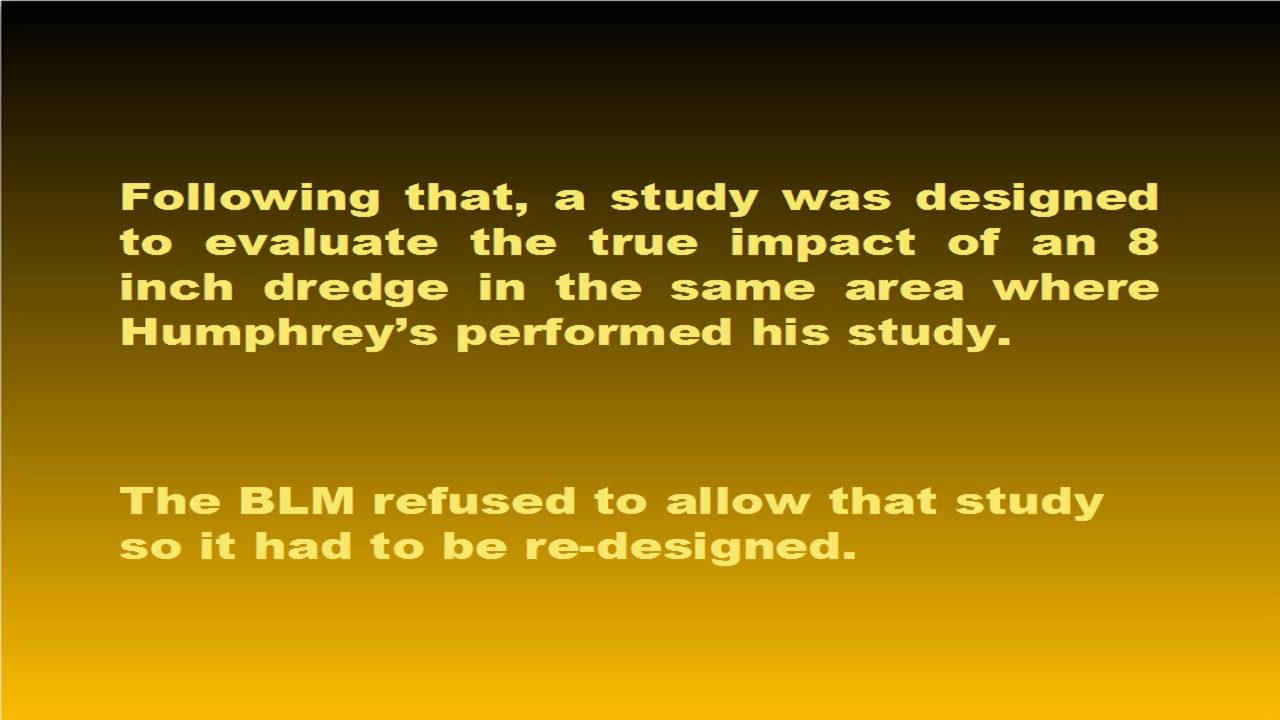 Following that, a study was designed
to evaluate the true impact of an 8
inch dredge in the same area where
Humphrey’s performed his study.
The BLM refused to allow that study
so it had to be re-designed.